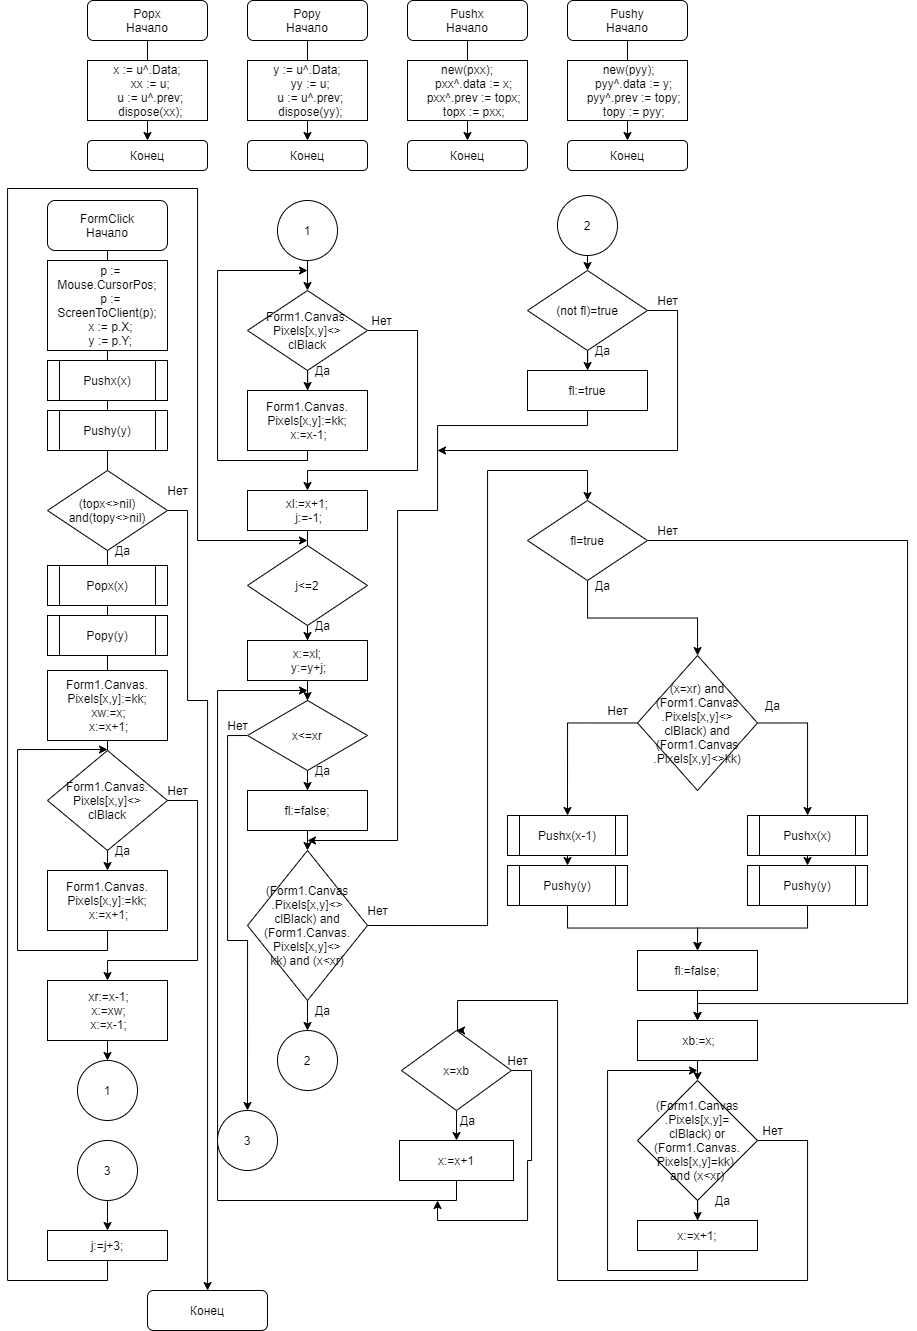 Popx
Начало
x := u^.Data;
xx := u;
u := u^.prev;
dispose(xx);
Конец
Popy
Начало
y := u^.Data;
yy := u;
u := u^.prev;
dispose(yy);
Конец
Pushx
Начало
new(pxx);
pxx^.data := x;
pxx^.prev := topx;
topx := pxx;
Конец
Pushy
Начало
new(pyy);
pyy^.data := y;
pyy^.prev := topy;
topy := pyy;
Конец
FormClick
Начало
p :=
Mouse.CursorPos;
p :=
ScreenToClient(p);
x := p.X;
y := p.Y;
Pushx(x)
Pushy(y)
(topx<>nil)
and(topy<>nil)
Нет
Да
Popx(x)
Popy(y)
Form1.Canvas.
Pixels[x,y]:=kk;
xw:=x;
x:=x+1;
Form1.Canvas.
Pixels[x,y]<>
clBlack
Нет
Да
Form1.Canvas.
Pixels[x,y]:=kk;
x:=x+1;
xr:=x-1;
x:=xw;
x:=x-1;
1
3
j:=j+3;
Конец
1
Form1.Canvas.
Pixels[x,y]<>
clBlack
Нет
Да
Form1.Canvas.
Pixels[x,y]:=kk;
x:=x-1;
xl:=x+1;
j:=-1;
j<=2
Да
x:=xl;
y:=y+j;
x<=xr
Нет
Да
fl:=false;
(Form1.Canvas
.Pixels[x,y]<>
clBlack) and
(Form1.Canvas.
Pixels[x,y]<>
kk) and (x<xr)
Нет
Да
2
3
2
(not fl)=true
Нет
Да
fl:=true
fl=true
Нет
Да
(x=xr) and
(Form1.Canvas
.Pixels[x,y]<>
clBlack) and
(Form1.Canvas
.Pixels[x,y]<>kk)
Нет
Да
Pushx(x-1)
Pushy(y)
Pushx(x)
Pushy(y)
fl:=false;
xb:=x;
(Form1.Canvas
.Pixels[x,y]=
clBlack) or
(Form1.Canvas.
Pixels[x,y]=kk)
and (x<xr)
Нет
Да
x:=x+1;
x=xb
Нет
Да
x:=x+1